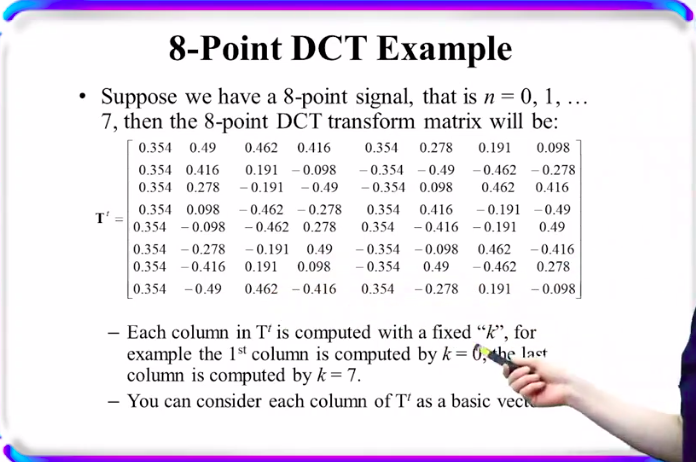 8-Point DCT Example
• Suppose we have a 8-point signal, that is n = 0, 1, …
7, then the 8-point DCT transform matrix will be:
0.354 0.49 0.462 0.416 0.354 0.278 0.191 0.098
0.354 0.416 0.191 −0.098 −0.354 −0.49 −0.462 −0.278
0.354 0.278 −0.191 −0.49 −0.354 0.098 0.462 0.416
0.354 0.098 −0.462 −0.278 0.354 0.416 −0.191 −0.49
T^t =
0.354 −0.098 −0.462 0.278 0.354 −0.416 −0.191 0.49
0.354 −0.278 −0.191 0.49 −0.354 −0.098 0.462 −0.416
0.354 −0.416 0.191 0.098 −0.354 0.49 −0.462 0.278
0.354 −0.49 0.462 −0.416 0.354 −0.278 0.191 −0.098
– Each column in T^t is computed with a fixed “k”, for
example the 1st column is computed by k = 0, the last
column is computed by k = 7.
– You can consider each column of T^t as a basic